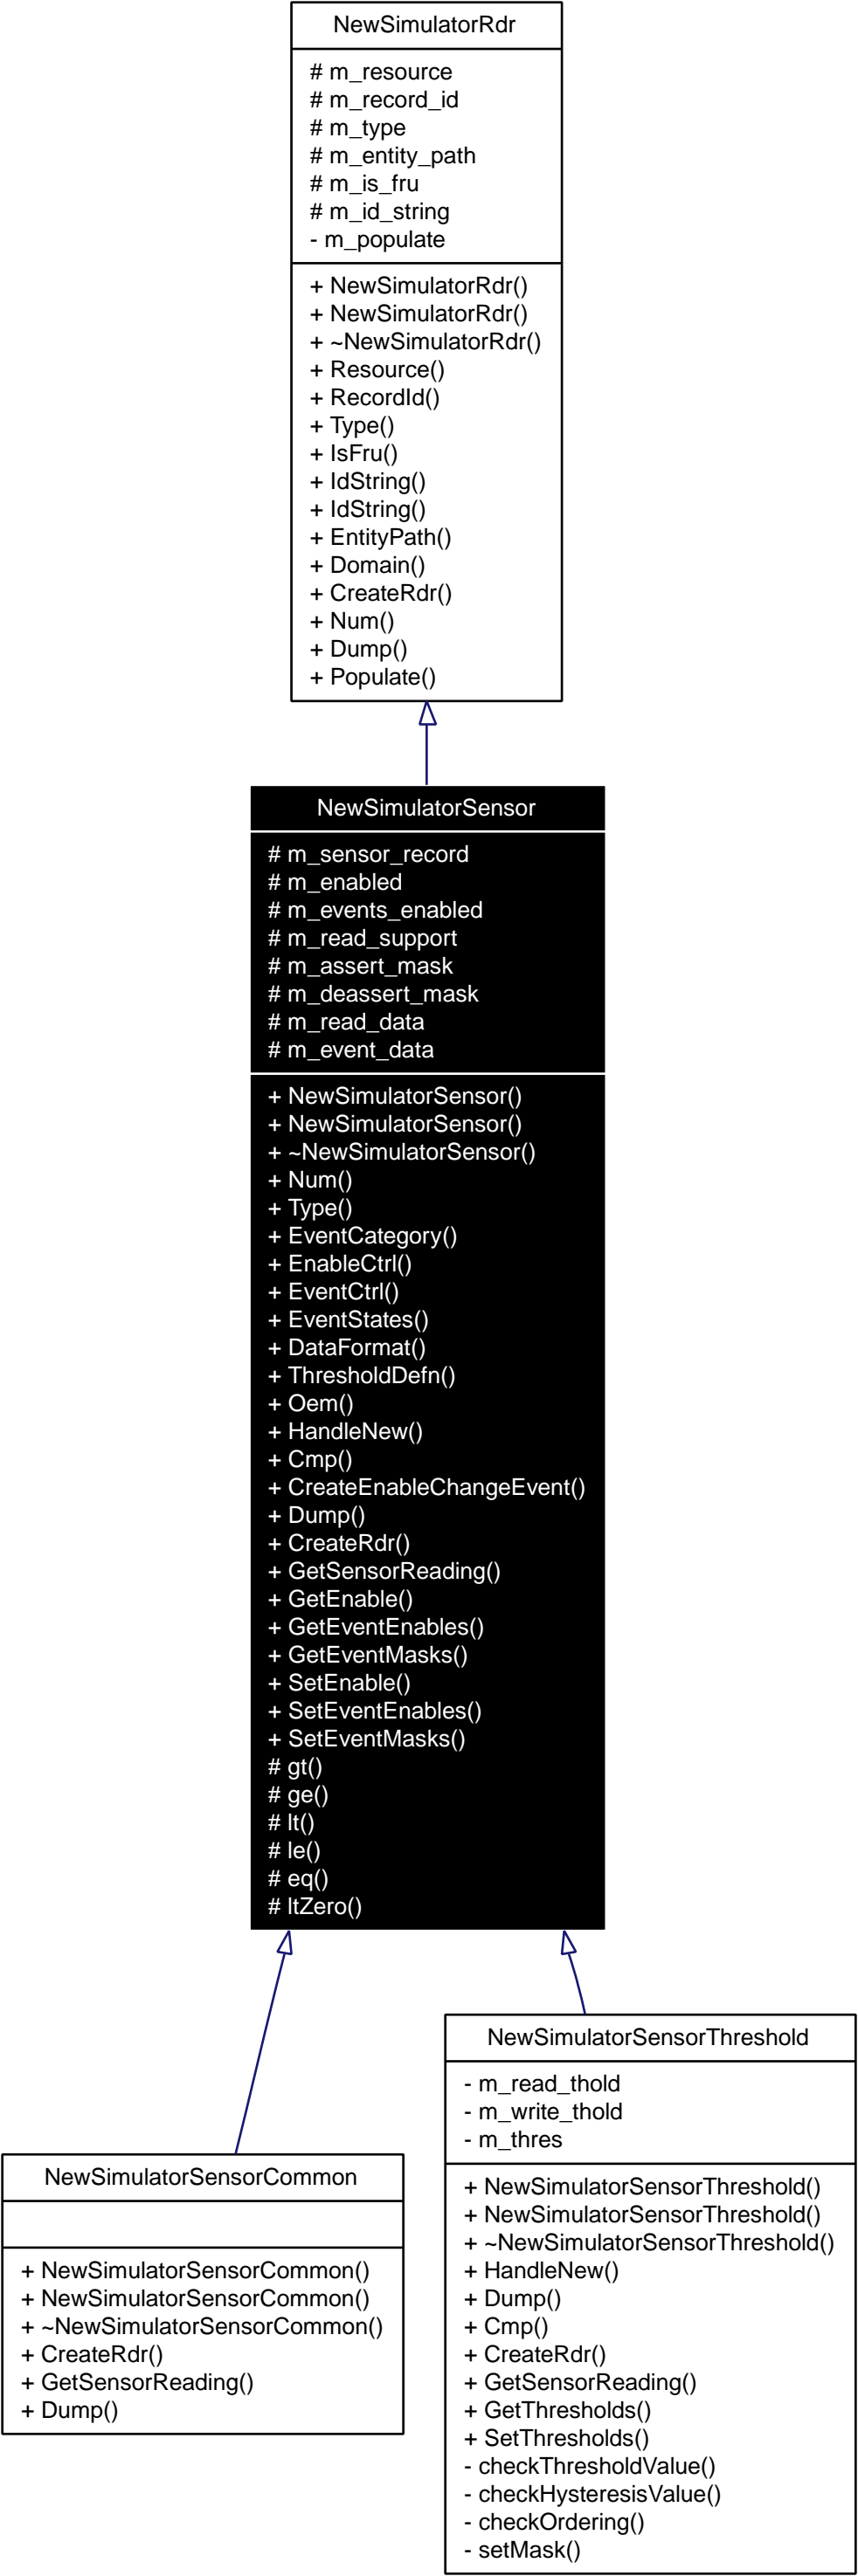 NewSimulatorRdr
# m_resource
# m_record_id
# m_type
# m_entity_path
# m_is_fru
# m_id_string
- m_populate
+ NewSimulatorRdr()
+ NewSimulatorRdr()
+ ~NewSimulatorRdr()
+ Resource()
+ RecordId()
+ Type()
+ IsFru()
+ IdString()
+ IdString()
+ EntityPath()
+ Domain()
+ CreateRdr()
+ Num()
+ Dump()
+ Populate()
NewSimulatorSensor
# m_sensor_record
# m_enabled
# m_events_enabled
# m_read_support
# m_assert_mask
# m_deassert_mask
# m_read_data
# m_event_data
+ NewSimulatorSensor()
+ NewSimulatorSensor()
+ ~NewSimulatorSensor()
+ Num()
+ Type()
+ EventCategory()
+ EnableCtrl()
+ EventCtrl()
+ EventStates()
+ DataFormat()
+ ThresholdDefn()
+ Oem()
+ HandleNew()
+ Cmp()
+ CreateEnableChangeEvent()
+ Dump()
+ CreateRdr()
+ GetSensorReading()
+ GetEnable()
+ GetEventEnables()
+ GetEventMasks()
+ SetEnable()
+ SetEventEnables()
+ SetEventMasks()
# gt()
# ge()
# lt()
# le()
# eq()
# ltZero()
NewSimulatorSensorCommon
+ NewSimulatorSensorCommon()
+ NewSimulatorSensorCommon()
+ ~NewSimulatorSensorCommon()
+ CreateRdr()
+ GetSensorReading()
+ Dump()
NewSimulatorSensorThreshold
- m_read_thold
- m_write_thold
- m_thres
+ NewSimulatorSensorThreshold()
+ NewSimulatorSensorThreshold()
+ ~NewSimulatorSensorThreshold()
+ HandleNew()
+ Dump()
+ Cmp()
+ CreateRdr()
+ GetSensorReading()
+ GetThresholds()
+ SetThresholds()
- checkThresholdValue()
- checkHysteresisValue()
- checkOrdering()
- setMask()